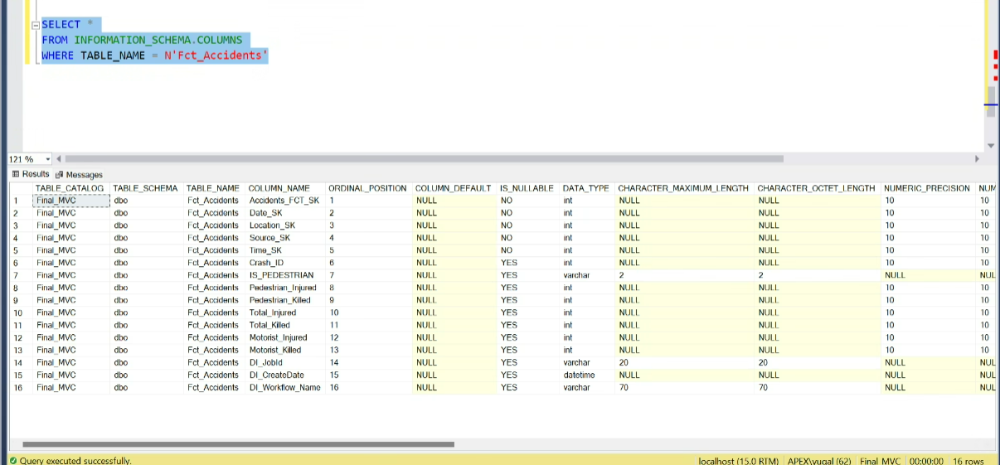 SELECT *
FROM INFORMATION_SCHEMA.COLUMNS
WHERE TABLE_NAME = N'Fct_Accidents'
121 %
Results Messages
TABLE_CATALOG TABLE_SCHEMA TABLE_NAME COLUMN_NAME ORDINAL_POSITION COLUMN_DEFAULT IS_NULLABLE DATA_TYPE CHARACTER_MAXIMUM_LENGTH CHARACTER_OCTET_LENGTH NUMERIC_PRECISION NUM
1 Final_MVC dbo Fct_Accidents Accidents_FCT_SK 1 NULL NO int NULL NULL 10 10
2 Final_MVC dbo Fct_Accidents Date_SK 2 NULL NO int NULL NULL 10 10
3 Final_MVC dbo Fct_Accidents Location_SK 3 NULL NO int NULL NULL 10 10
4 Final_MVC dbo Fct_Accidents Source_SK 4 NULL NO int NULL NULL 10 10
5 Final_MVC dbo Fct_Accidents Time_SK 5 NULL NO int NULL NULL 10 10
6 Final_MVC dbo Fct_Accidents Crash_ID 6 NULL YES int NULL NULL 10 10
7 Final_MVC dbo Fct_Accidents IS_PEDESTRIAN 7 NULL YES varchar 2 2 NULL NUL
8 Final_MVC dbo Fct_Accidents Pedestrian_Injured 8 NULL YES int NULL NULL 10 10
9 Final_MVC dbo Fct_Accidents Pedestrian_Killed 9 NULL YES int NULL NULL 10 10
10 Final_MVC dbo Fct_Accidents Total_Injured 10 NULL YES int NULL NULL 10 10
11 Final_MVC dbo Fct_Accidents Total_Killed 11 NULL YES int NULL NULL 10 10
12 Final_MVC dbo Fct_Accidents Motorist_Injured 12 NULL YES int NULL NULL 10 10
13 Final_MVC dbo Fct_Accidents Motorist_Killed 13 NULL YES int NULL NULL 10 10
14 Final_MVC dbo Fct_Accidents DI_JobId 14 NULL YES varchar 20 20 NULL NUL
15 Final_MVC dbo Fct_Accidents DI_CreateDate 15 NULL YES datetime NULL NULL NULL NUL
16 Final_MVC dbo Fct_Accidents DI_Workflow_Name 16 NULL YES varchar 70 70 NULL NUL
Query executed successfully. localhost (15.0 RTM) APEX\yugal (62) Final_MVC 00:00:00 16 rows